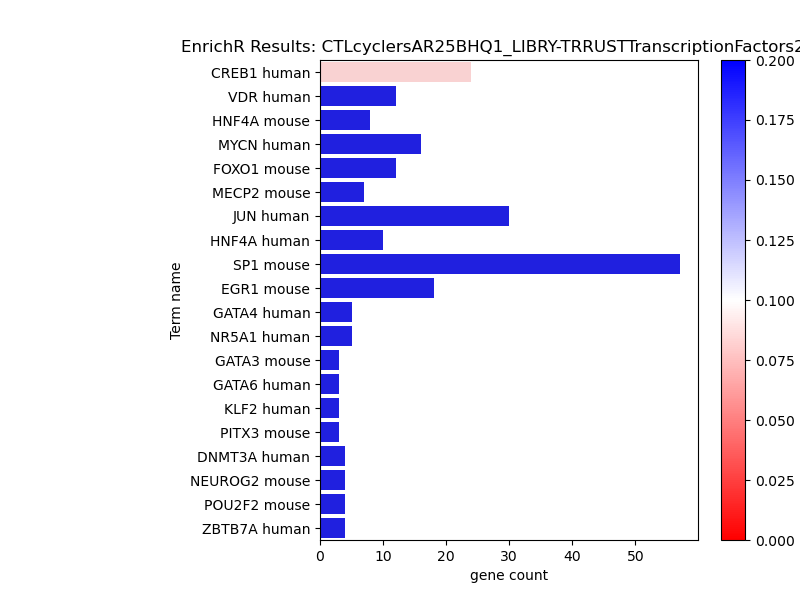 EnrichR Results: CTLcyclersAR25BHQ1_LIBRY-TRRUSTTranscriptionFactors2
CREB1 human
VDR human
HNF4A mouse
MYCN human
FOXO1 mouse
MECP2 mouse
JUN human
HNF4A human
SP1 mouse
EGR1 mouse
GATA4 human
NR5A1 human
GATA3 mouse
GATA6 human
KLF2 human
PITX3 mouse
DNMT3A human
NEUROG2 mouse
POU2F2 mouse
ZBTB7A human
Term name
0 10 20 30 40 50
gene count
0.200
0.175
0.150
0.125
0.100
0.075
0.050
0.025
0.000